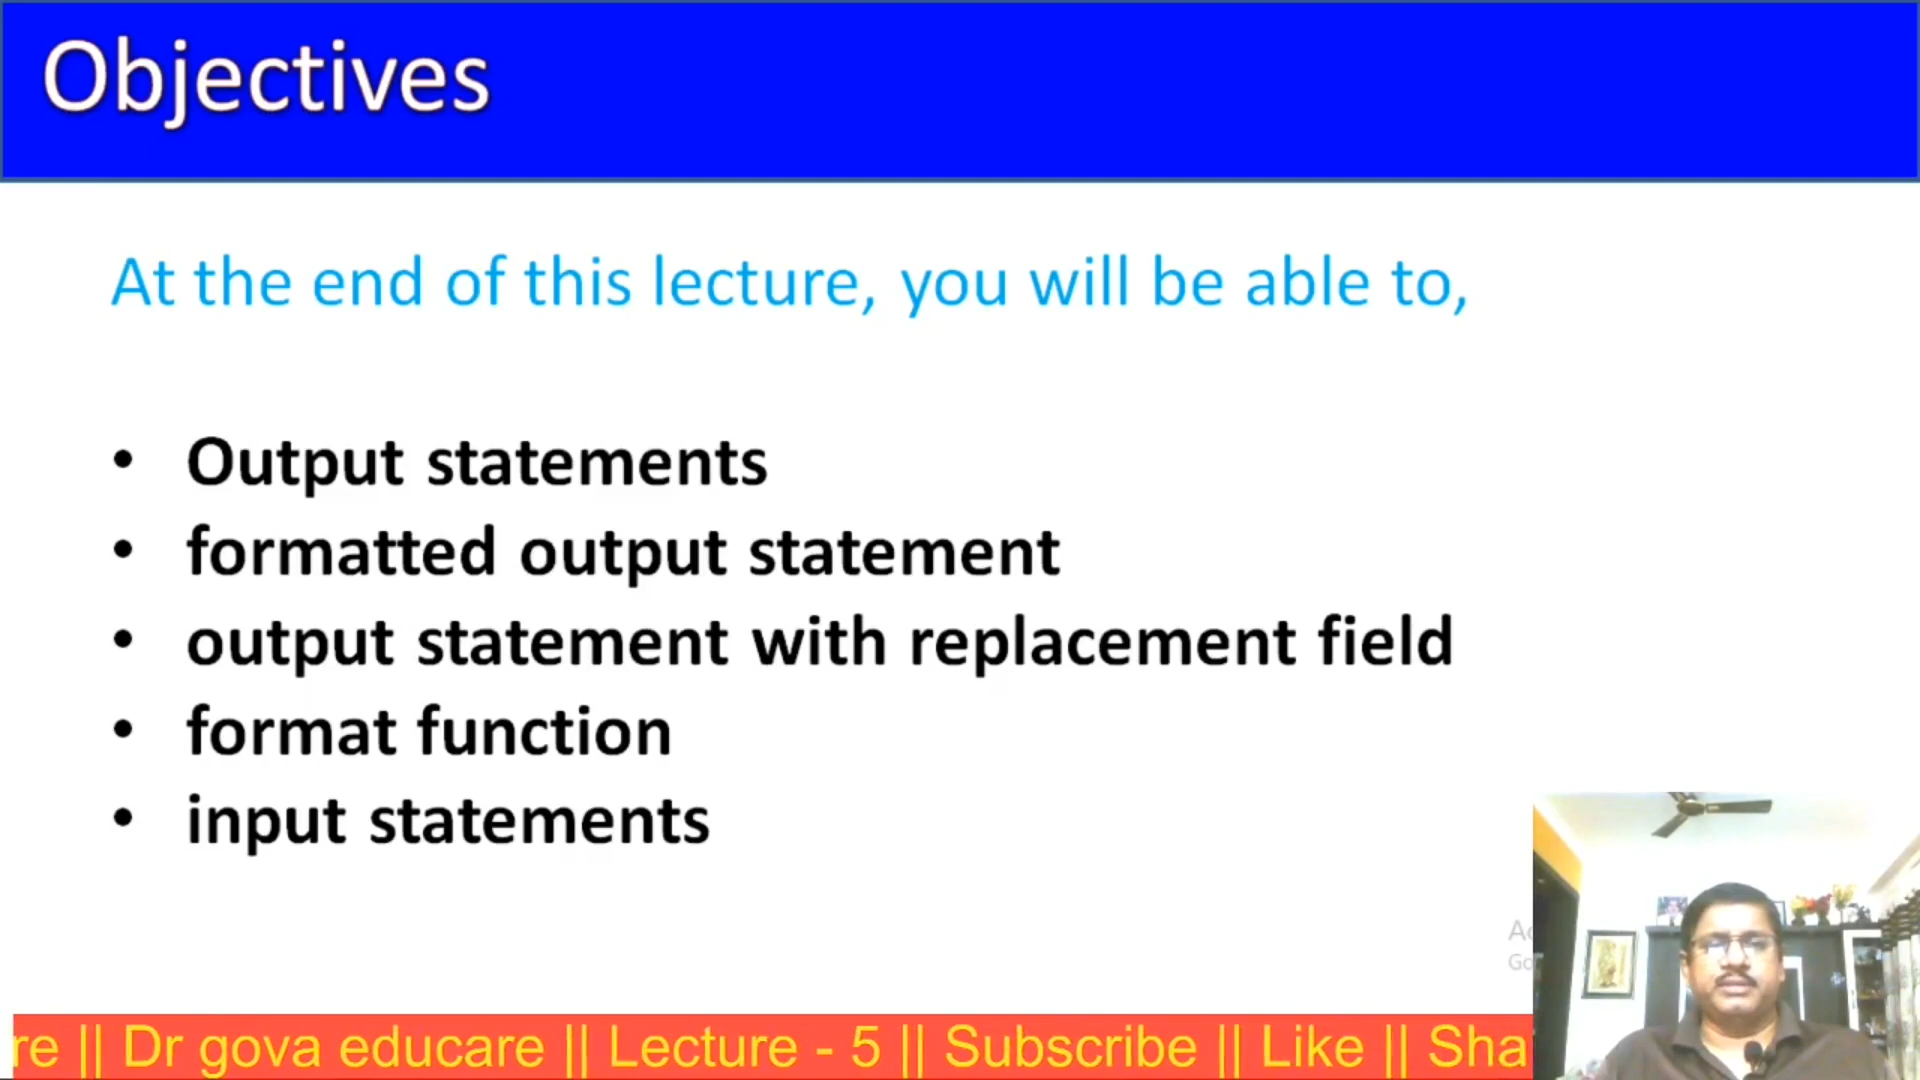 Objectives
At the end of this lecture, you will be able to,
• Output statements
• formatted output statement
• output statement with replacement field
• format function
• input statements
re || Dr gova educare || Lecture - 5 || Subscribe || Like || Sha